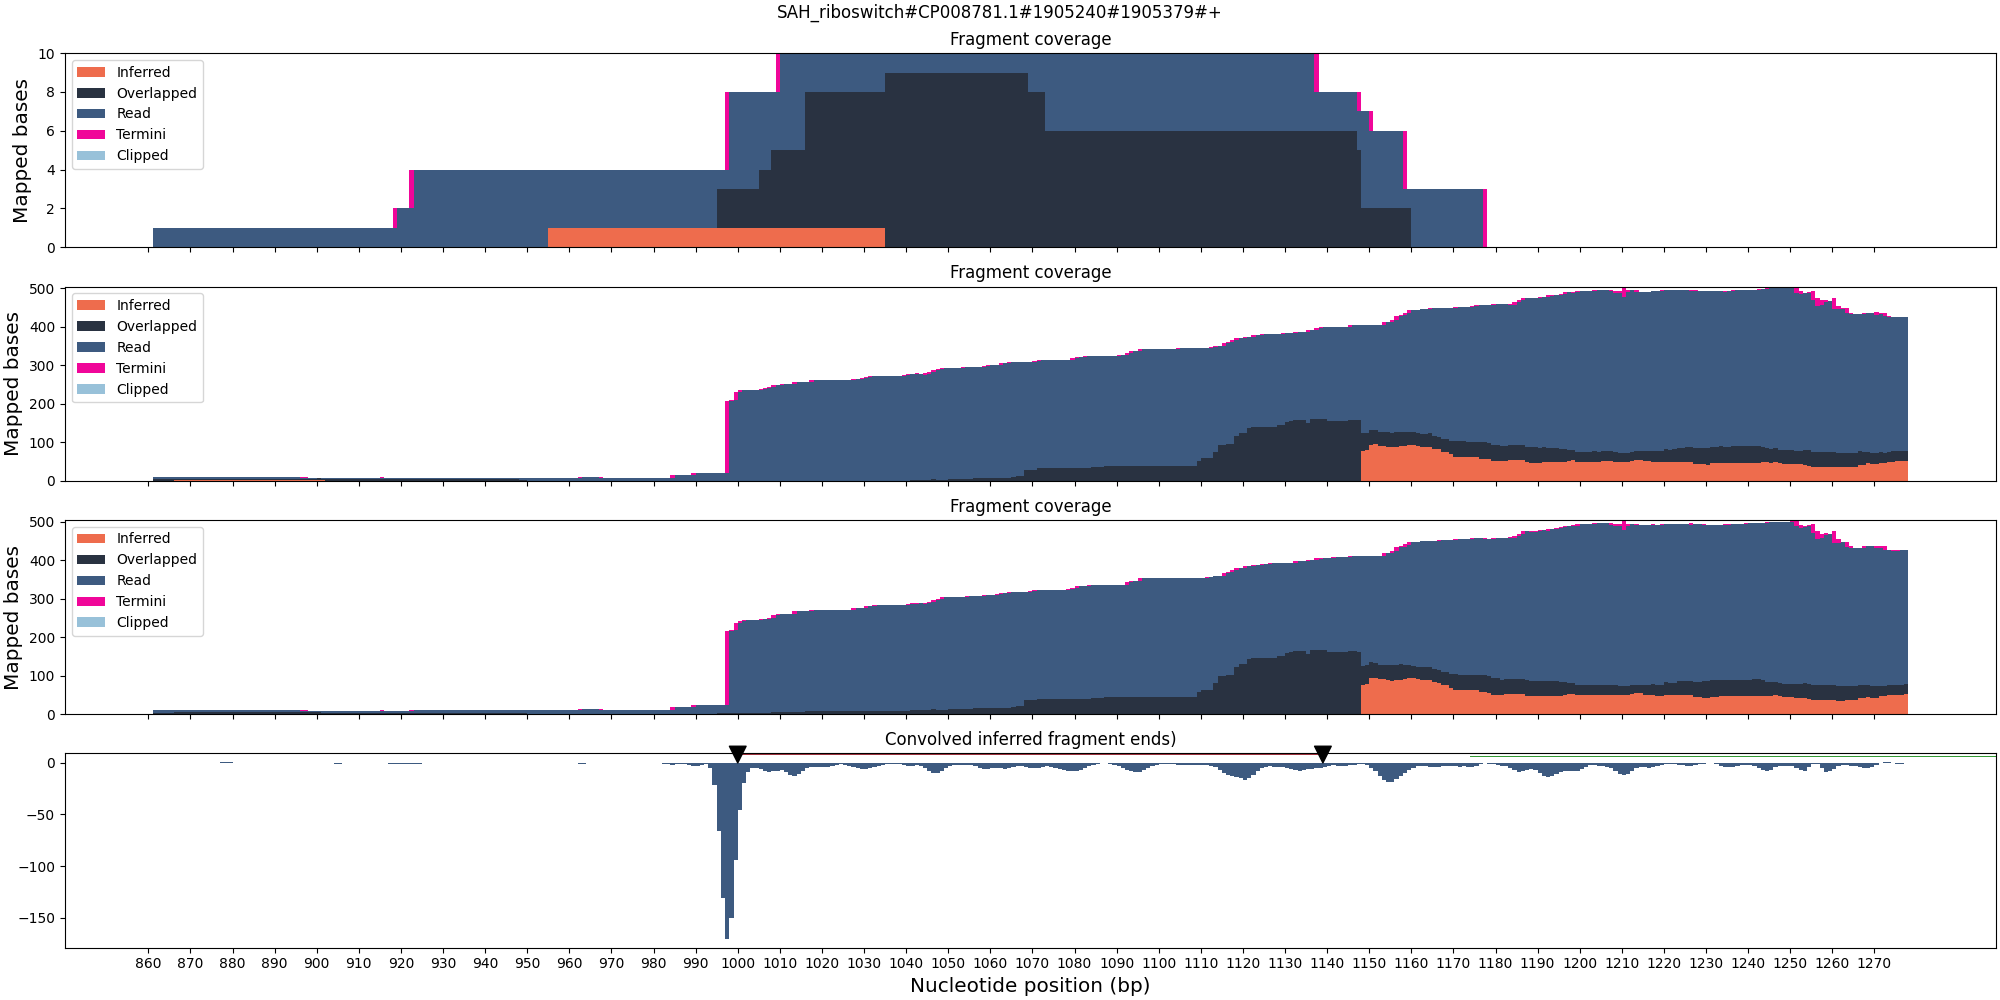 SAH_riboswitch#CP008781.1#1905240#1905379#+
Fragment coverage
Mapped bases
10
8
6
4
2
0
Inferred
Overlapped
Read
Termini
Clipped
Fragment coverage
Mapped bases
500
400
300
200
100
0
Inferred
Overlapped
Read
Termini
Clipped
Fragment coverage
Mapped bases
500
400
300
200
100
0
Inferred
Overlapped
Read
Termini
Clipped
Convolved inferred fragment ends)
0
−50
−100
−150
860 870 880 890 900 910 920 930 940 950 960 970 980 990 1000 1010 1020 1030 1040 1050 1060 1070 1080 1090 1100 1110 1120 1130 1140 1150 1160 1170 1180 1190 1200 1210 1220 1230 1240 1250 1260 1270
Nucleotide position (bp)